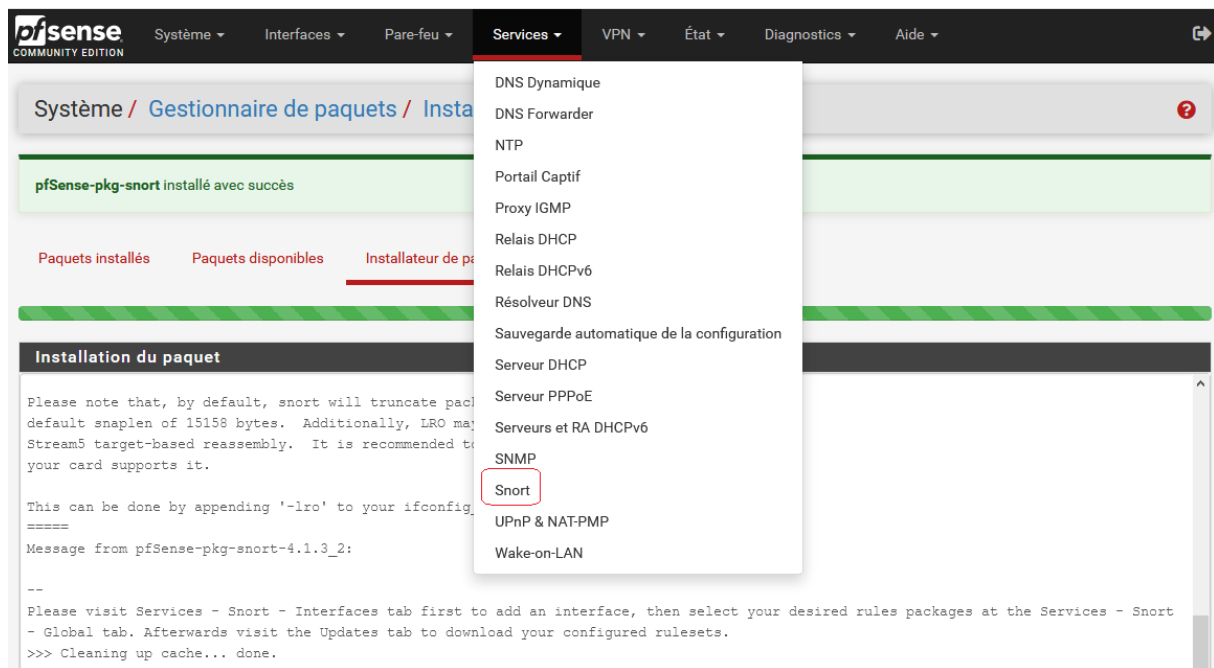 pfsense
COMMUNITY EDITION
Système Interfaces Pare-feu Services VPN État Diagnostics Aide
DNS Dynamique
DNS Forwarder
NTP
Portail Captif
Proxy IGMP
Relais DHCP
Relais DHCPv6
Résolveur DNS
Sauvegarde automatique de la configuration
Serveur DHCP
Serveur PPPoE
Serveurs et RA DHCPv6
SNMP
Snort
UPnP & NAT-PMP
Wake-on-LAN
Système / Gestionnaire de paquets / Insta
pfSense-pkg-snort installé avec succès
Paquets installés Paquets disponibles Installateur de pa
Installation du paquet
Please note that, by default, snort will truncate pac
default snaplen of 15158 bytes. Additionally, LRO may
Stream5 target-based reassembly. It is recommended to
your card supports it.
This can be done by appending '-lro' to your ifconfig_
=====
Message from pfSense-pkg-snort-4.1.3_2:
--
Please visit Services - Snort - Interfaces tab first to add an interface, then select your desired rules packages at the Services - Snort
- Global tab. Afterwards visit the Updates tab to download your configured rulesets.
>>> Cleaning up cache... done.